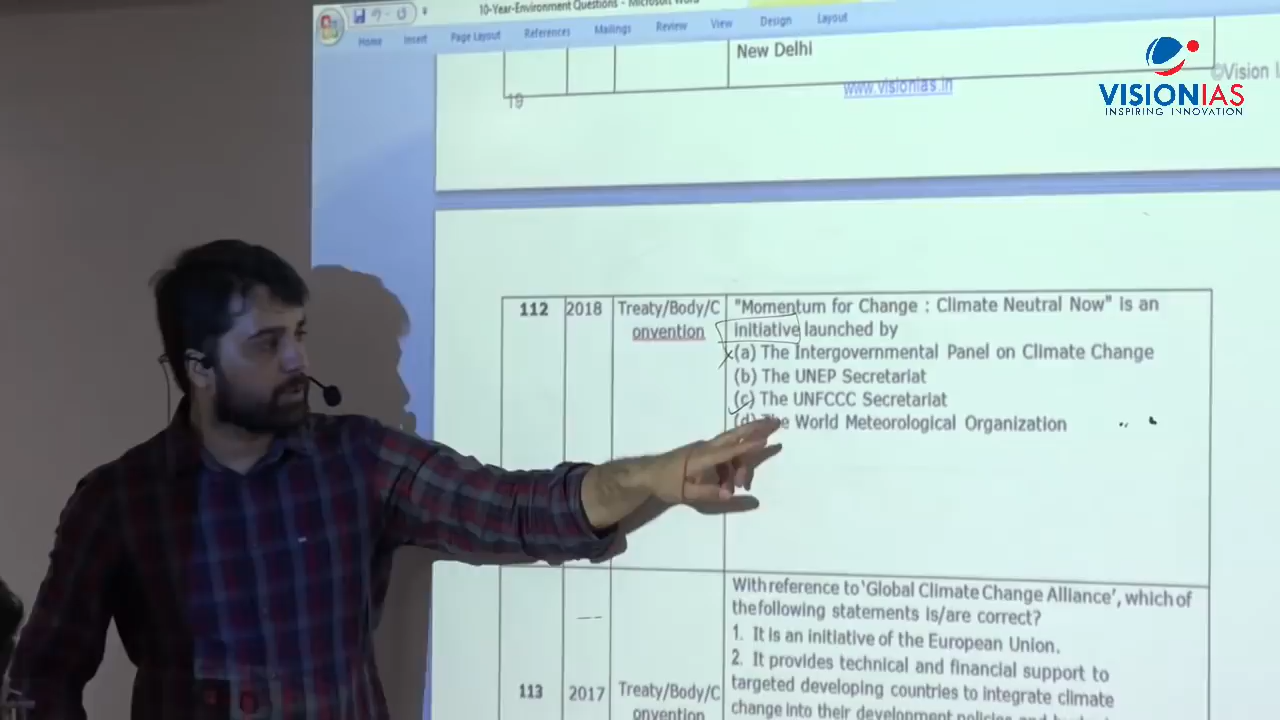 10-Year-Environment Questions - Microsoft Word
Home Insert Page Layout References Mailings Review View Design Layout
New Delhi
19
www.visionias.in
©Vision I
VISIONIAS
INSPIRING INNOVATION
112 2018 Treaty/Body/C
onvention
"Momentum for Change : Climate Neutral Now" is an
initiative launched by
(a) The Intergovernmental Panel on Climate Change
(b) The UNEP Secretariat
(c) The UNFCCC Secretariat
(d) The World Meteorological Organization
With reference to 'Global Climate Change Alliance', which of
the following statements is/are correct?
1. It is an initiative of the European Union.
2. It provides technical and financial support to
113 2017 Treaty/Body/C
onvention
targeted developing countries to integrate climate
change into their development policies and